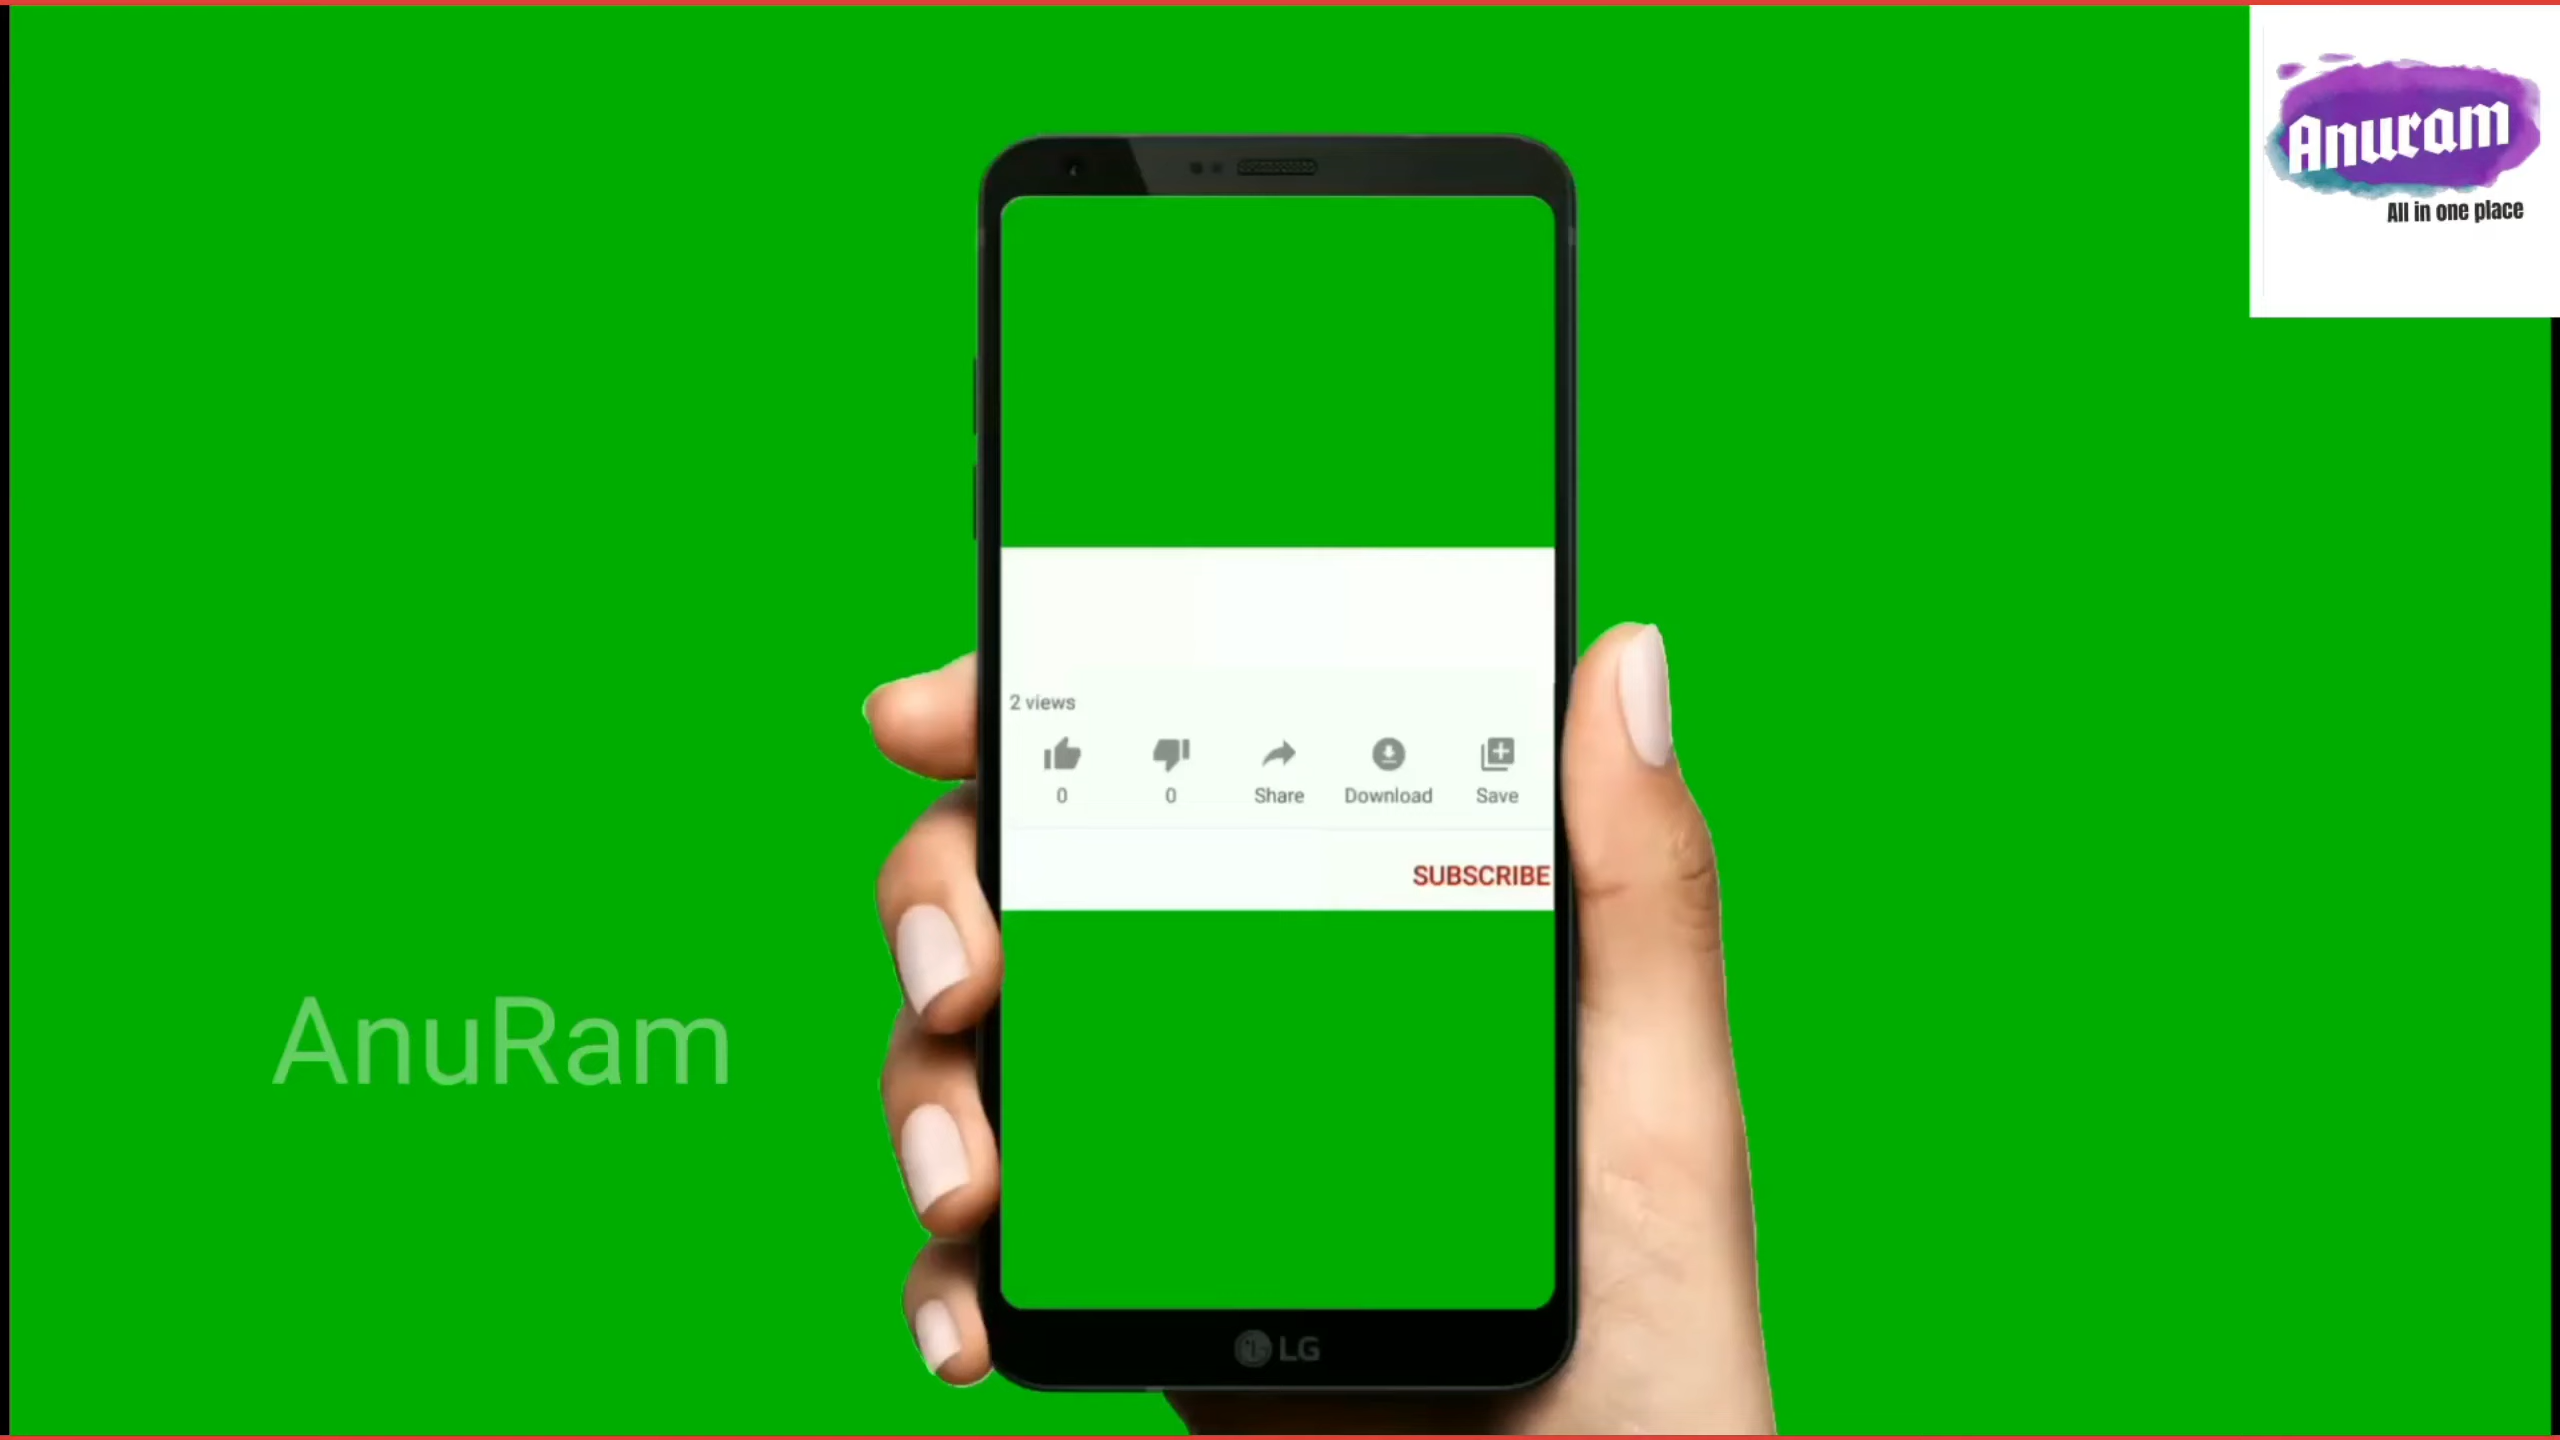 Anuram
All in one place
2 views
0 0 Share Download Save
SUBSCRIBE
AnuRam
LG